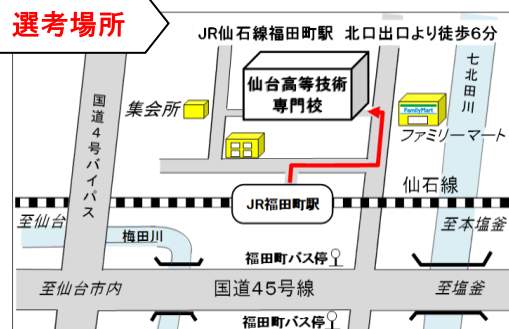 選考場所
JR仙石線福田町駅 北口出口より徒歩6分
仙台高等技術
専門校
七北田川
国道4号バイパス
集会所
FamilyMart
ファミリーマート
仙石線
JR福田町駅
至仙台
至本塩釜
梅田川
福田町バス停
至仙台市内
国道45号線
至塩釜
福田町バス停